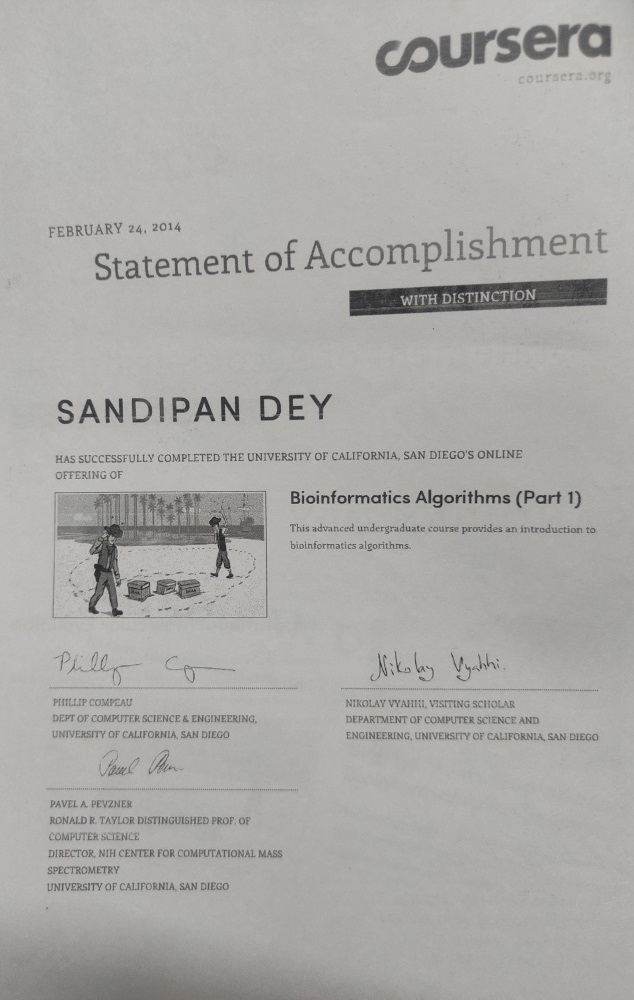 coursera
coursera.org
FEBRUARY 24, 2014
Statement of Accomplishment
WITH DISTINCTION
SANDIPAN DEY
HAS SUCCESSFULLY COMPLETED THE UNIVERSITY OF CALIFORNIA, SAN DIEGO'S ONLINE
OFFERING OF
Bioinformatics Algorithms (Part 1)
This advanced undergraduate course provides an introduction to
bioinformatics algorithms.
Nikolay Vyahhi.
PHILLIP COMPEAU
DEPT OF COMPUTER SCIENCE & ENGINEERING,
UNIVERSITY OF CALIFORNIA, SAN DIEGO
NIKOLAY VYAHHI, VISITING SCHOLAR
DEPARTMENT OF COMPUTER SCIENCE AND
ENGINEERING, UNIVERSITY OF CALIFORNIA, SAN DIEGO
PAVEL A. PEVZNER
RONALD R. TAYLOR DISTINGUISHED PROF. OF
COMPUTER SCIENCE
DIRECTOR, NIH CENTER FOR COMPUTATIONAL MASS
SPECTROMETRY
UNIVERSITY OF CALIFORNIA, SAN DIEGO